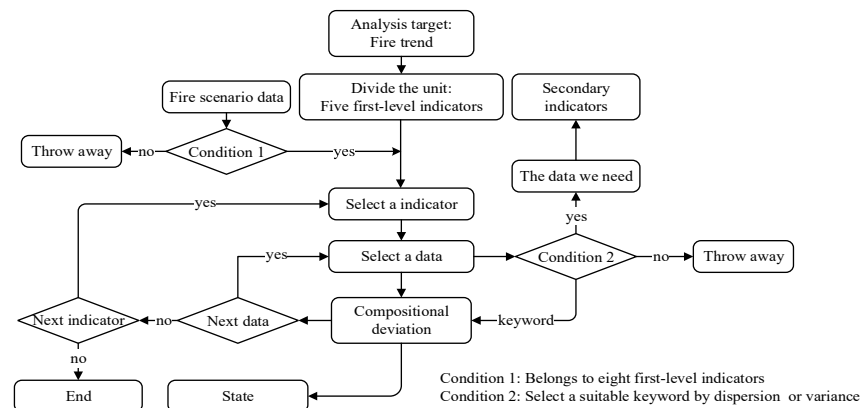 Analysis target:
Fire trend
Divide the unit:
Five first-level indicators
Secondary
indicators
Fire scenario data
Throw away
no
Condition 1
yes
The data we need
yes
Select a indicator
yes
Select a data
Condition 2
no
Throw away
yes
Next indicator
no
Next data
Compositional
deviation
keyword
no
End
State
Condition 1: Belongs to eight first-level indicators
Condition 2: Select a suitable keyword by dispersion or variance